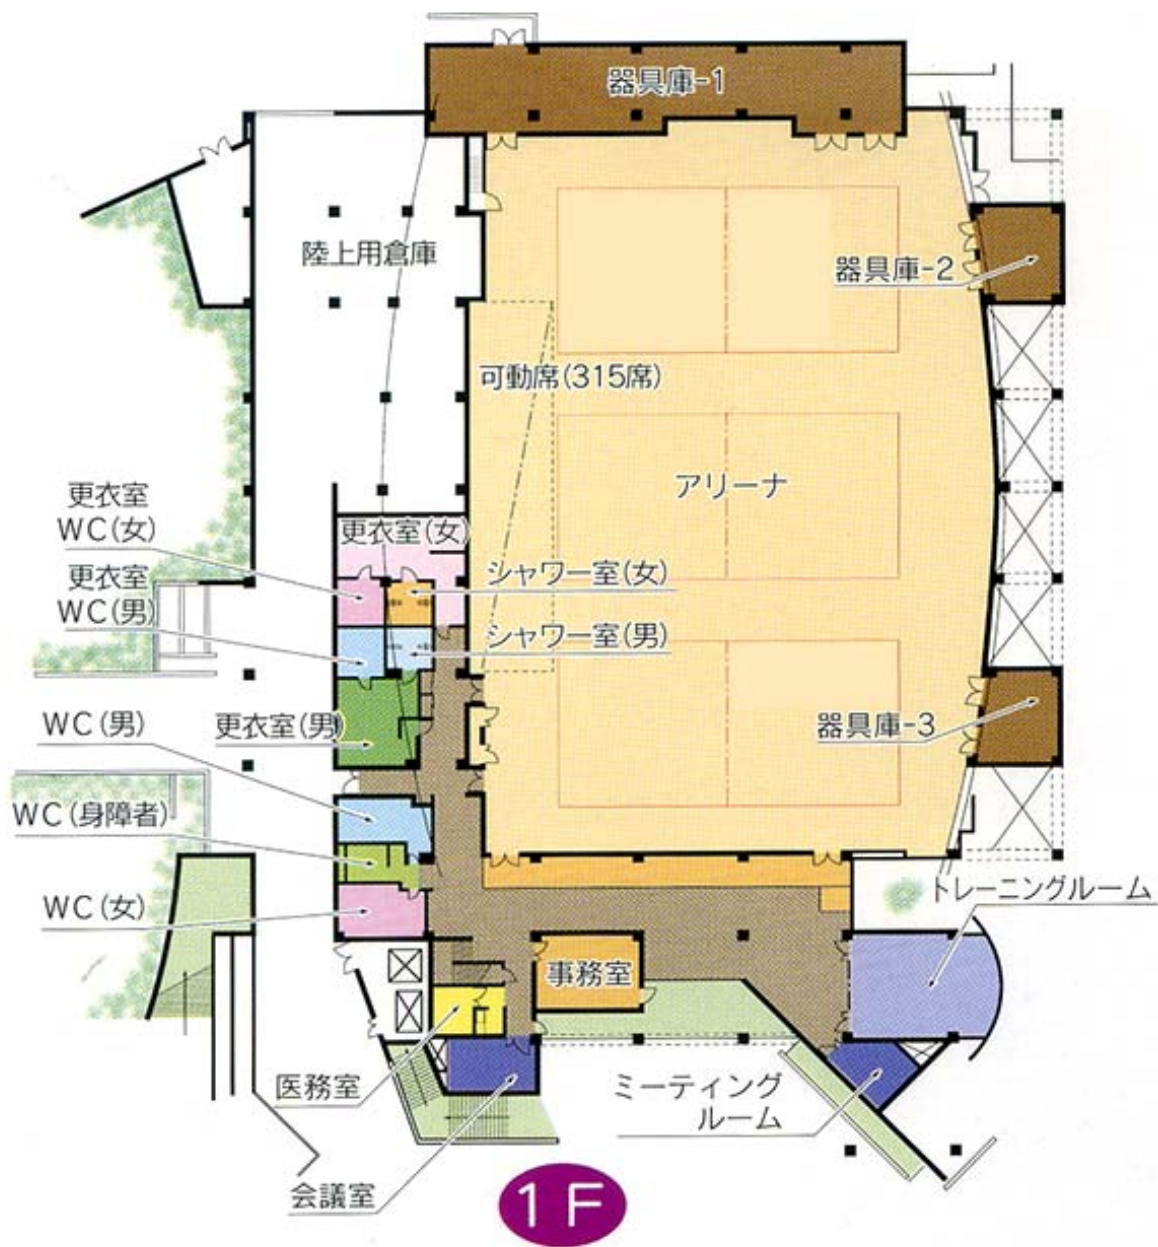 器具庫-1
陸上用倉庫
器具庫-2
可動席(315席)
アリーナ
更衣室
WC(女)
更衣室(女)
更衣室
WC(男)
シャワー室(女)
シャワー室(男)
WC(男)
更衣室(男)
器具庫-3
WC(身障者)
WC(女)
トレーニングルーム
事務室
医務室
ミーティング
ルーム
会議室
1F